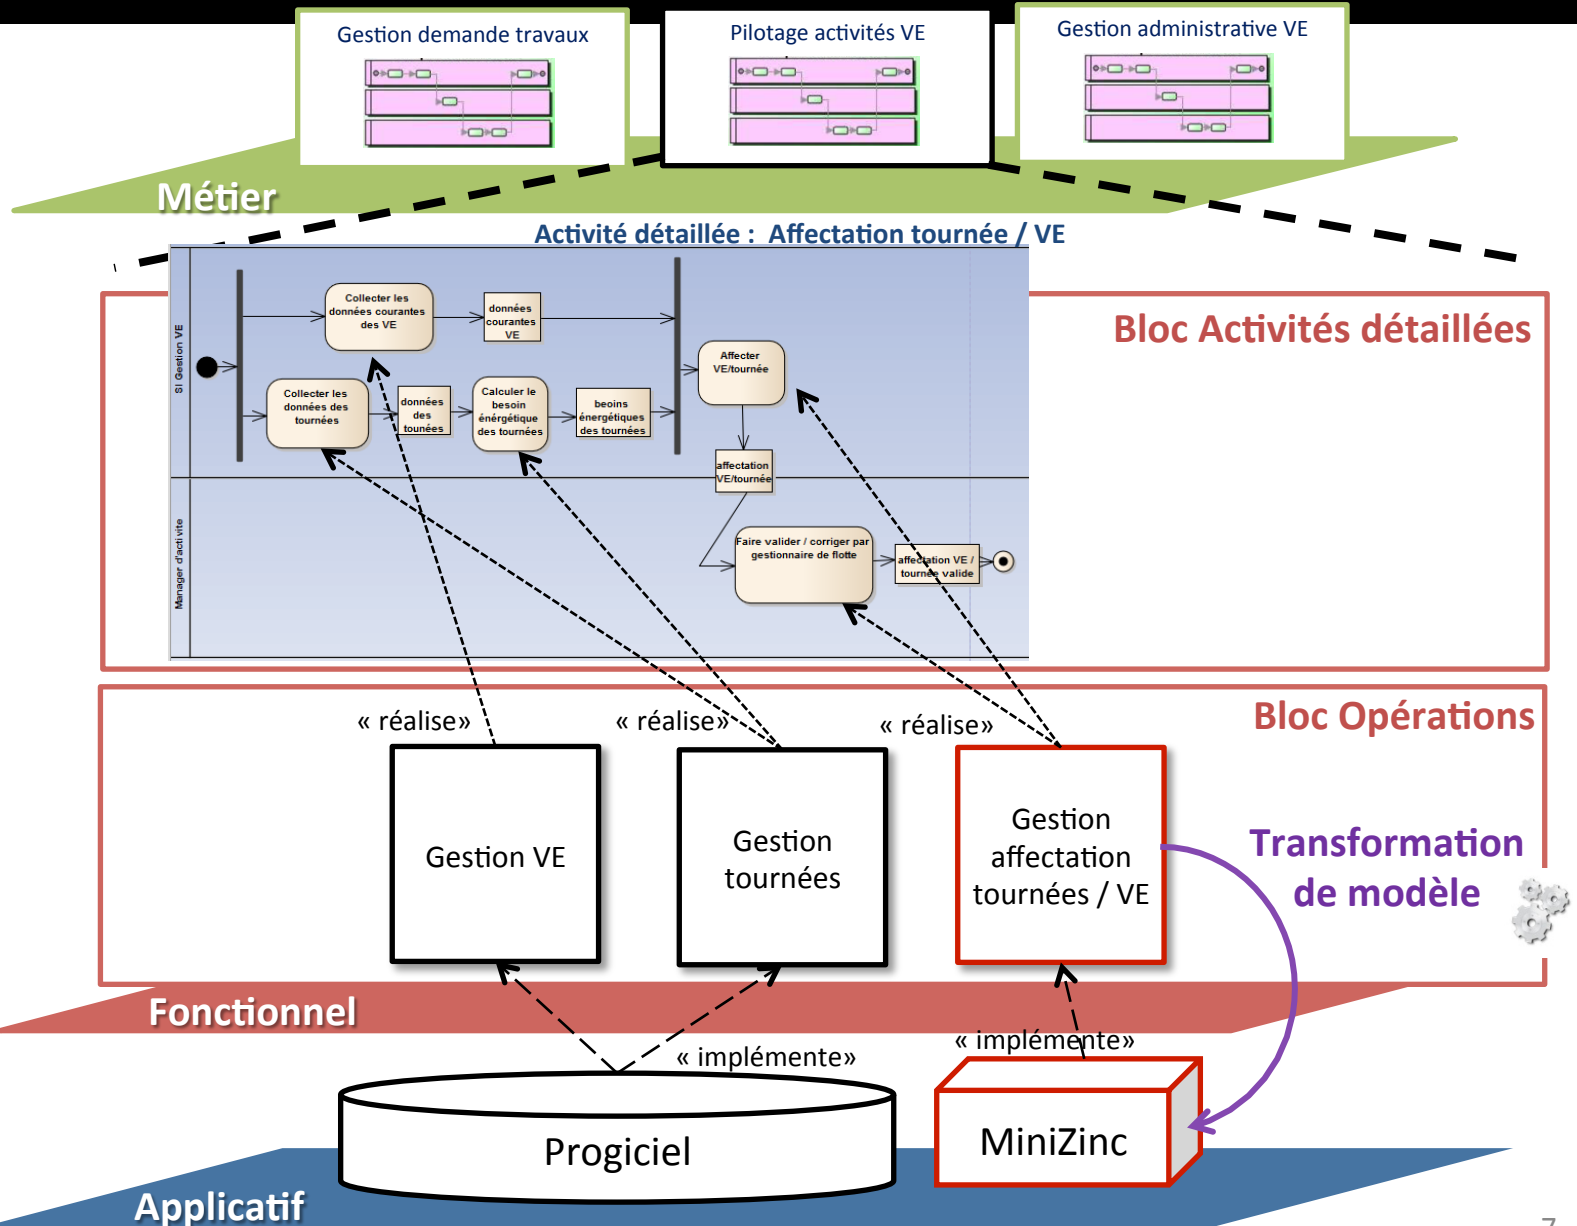 Gestion demande travaux
Pilotage activités VE
Gestion administrative VE
Métier
Activité détaillée : Affectation tournée / VE
Bloc Activités détaillées
SI Gestion VE
Collecter les
données courantes
des VE
données
courantes
VE
Affecter
VE/tournée
Collecter les
données des
tournées
données
des
tounées
Calculer le
besoin
énérgétique
des tournées
beoins
énergétiques
des tournées
affectation
VE/tournée
Manager d'acti vite
Faire valider / corriger par
gestionnaire de flotte
affectation VE /
tournée valide
Bloc Opérations
« réalise»
« réalise»
« réalise»
Gestion VE
Gestion
tournées
Gestion
affectation
tournées / VE
Transformation
de modèle
Fonctionnel
« implémente»
« implémente»
Progiciel
MiniZinc
Applicatif
7